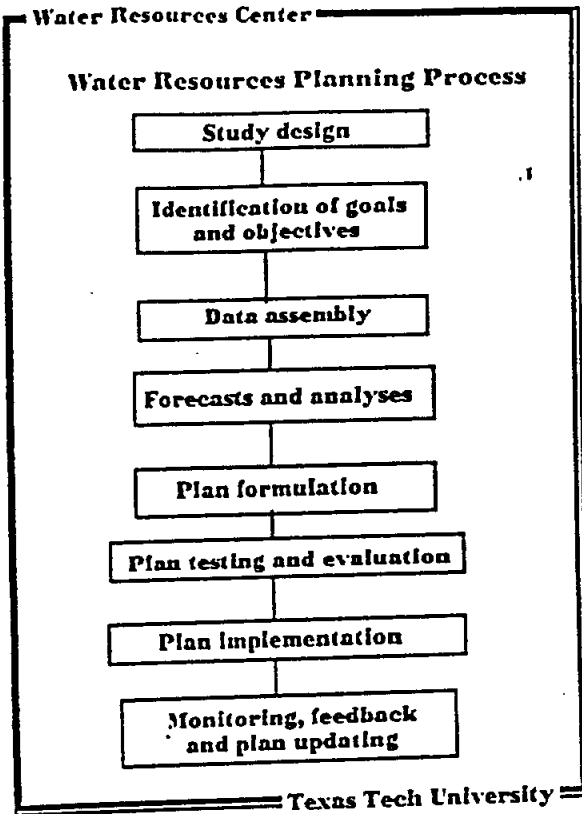 Water Resources Center
Water Resources Planning Process
Study design
Identification of goals
and objectives
Data assembly
Forecasts and analyses
Plan formulation
Plan testing and evaluation
Plan implementation
Monitoring, feedback
and plan updating
Texas Tech University